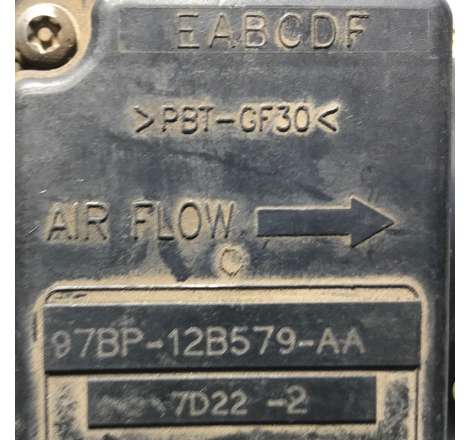 EABCDF
>PBT-GF30<
AIR FLOW
97BP-12B579-AA
7D22 -2